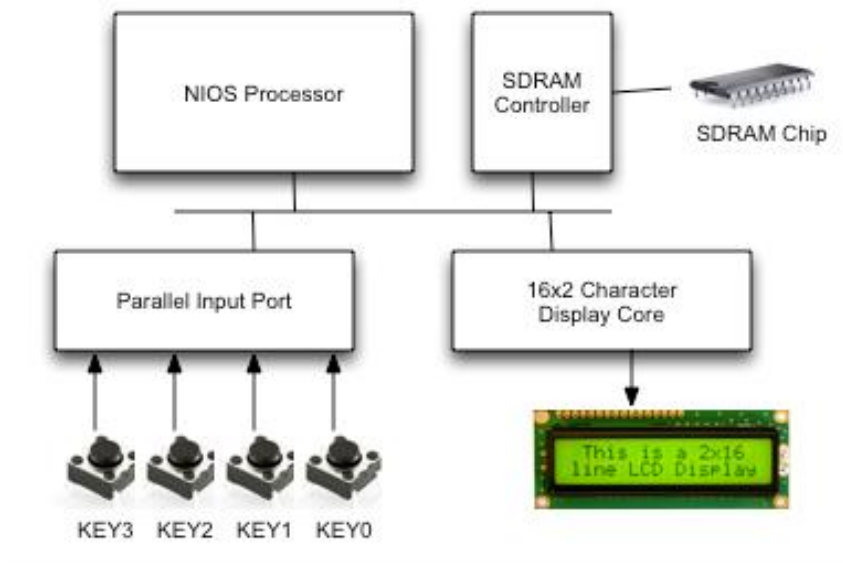 NIOS Processor
SDRAM
Controller
SDRAM Chip
Parallel Input Port
16x2 Character
Display Core
This is a 2x16
line LCD Display
KEY3 KEY2 KEY1 KEY0